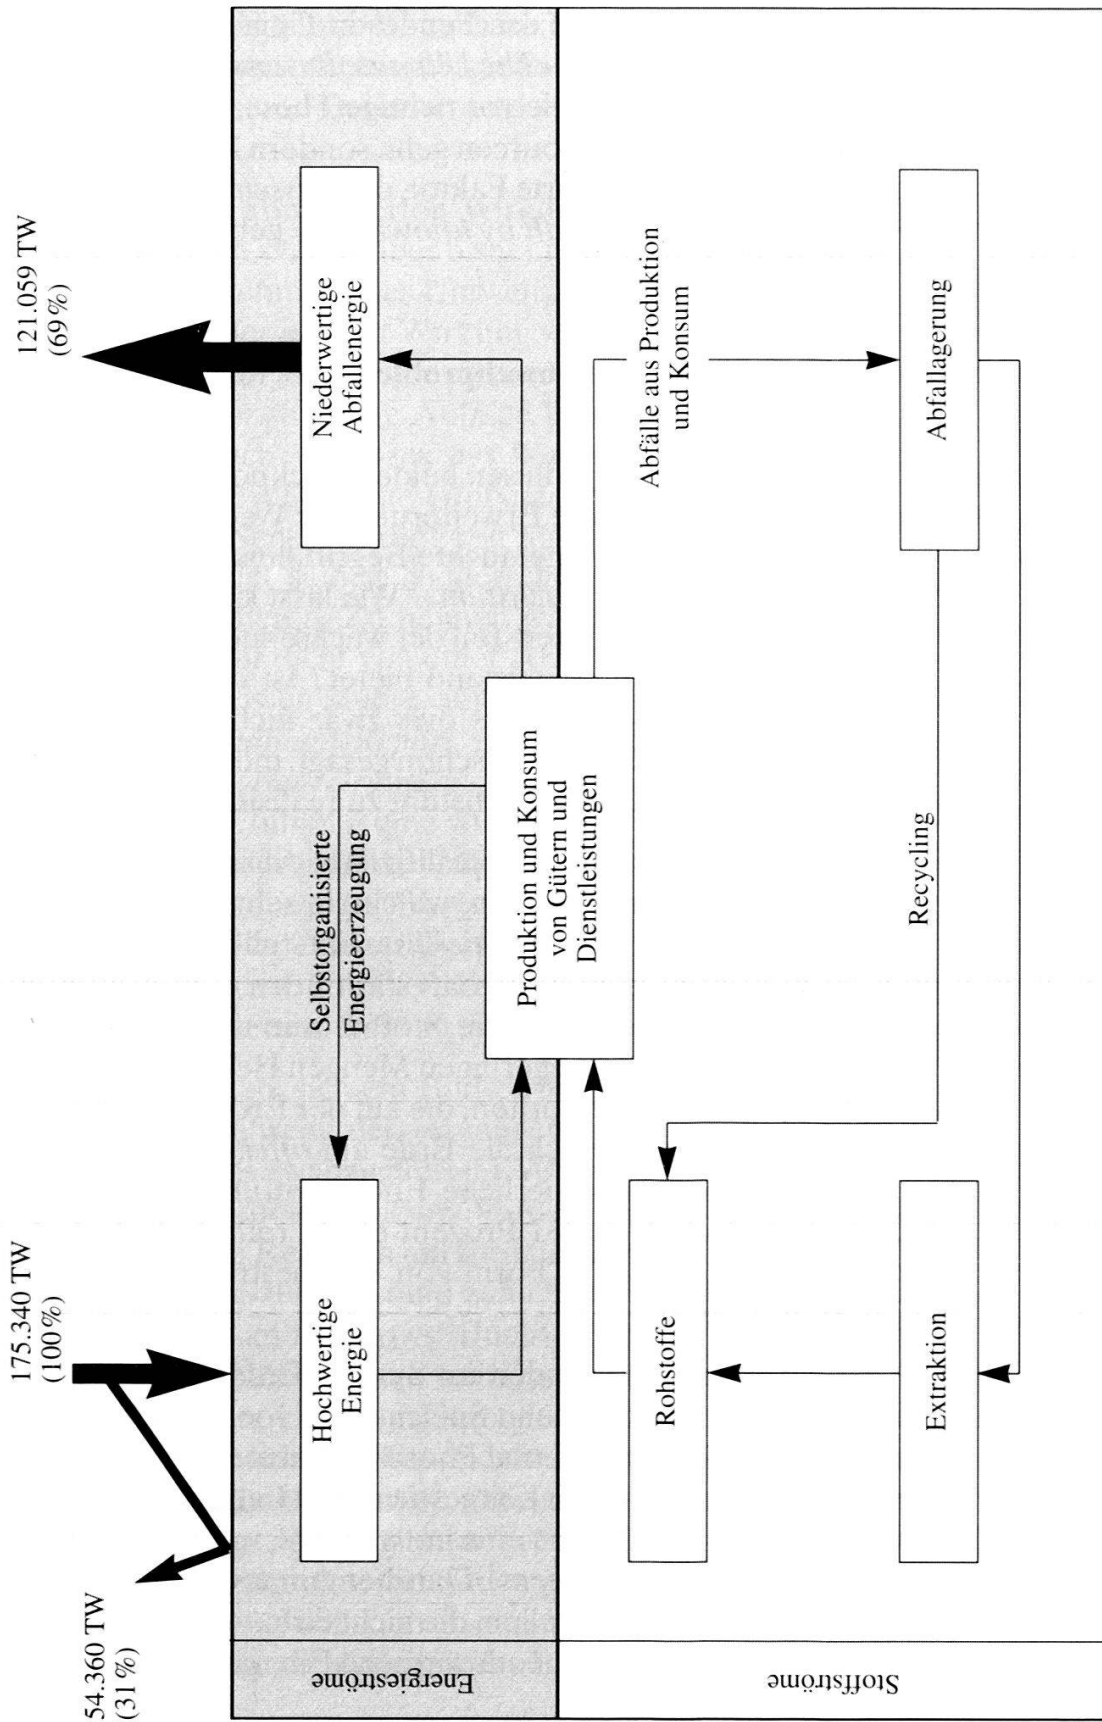 54.360 TW
(31%)
175.340 TW
(100%)
121.059 TW
(69%)
Energieströme
Hochwertige
Energie
Selbstorganisierte
Energieerzeugung
Niederwertige
Abfallenergie
Produktion und Konsum
von Gütern und
Dienstleistungen
Stoffströme
Rohstoffe
Abfälle aus Produktion
und Konsum
Recycling
Extraktion
Abfallagerung